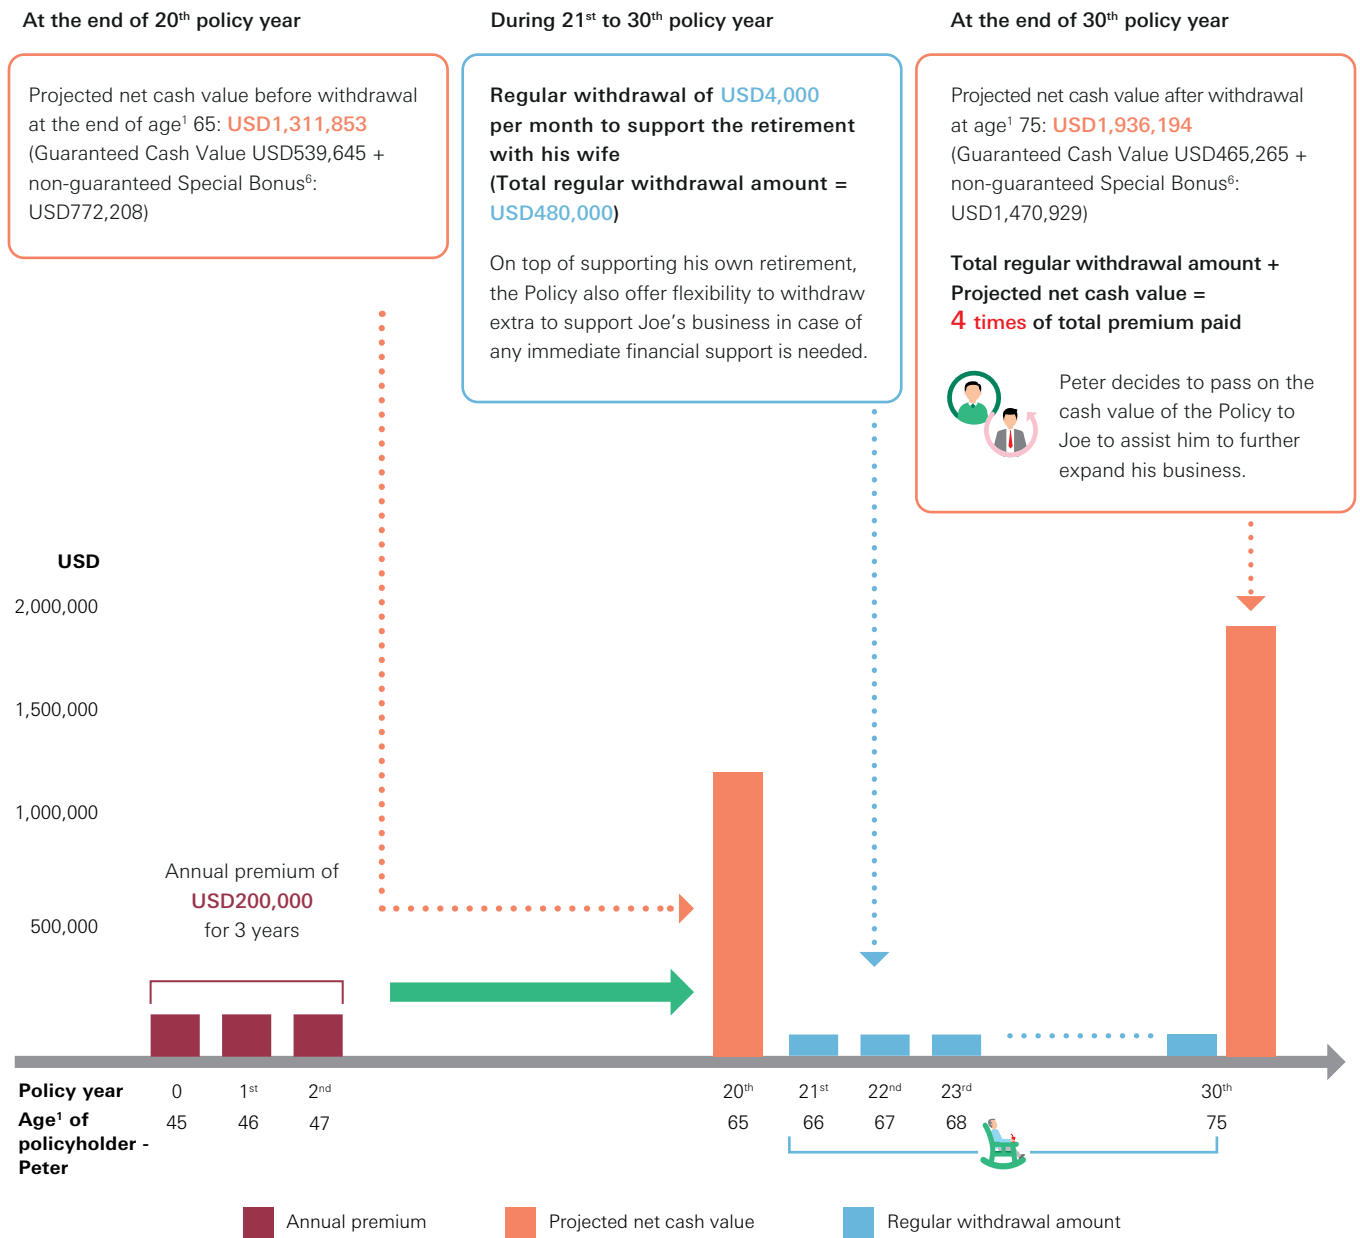 At the end of 20th policy year
Projected net cash value before withdrawal
at the end of age¹ 65: USD1,311,853
(Guaranteed Cash Value USD539,645 +
non-guaranteed Special Bonus⁶:
USD772,208)
During 21st to 30th policy year
Regular withdrawal of USD4,000
per month to support the retirement
with his wife
(Total regular withdrawal amount =
USD480,000)
On top of supporting his own retirement,
the Policy also offer flexibility to withdraw
extra to support Joe's business in case of
any immediate financial support is needed.
At the end of 30th policy year
Projected net cash value after withdrawal
at age¹ 75: USD1,936,194
(Guaranteed Cash Value USD465,265 +
non-guaranteed Special Bonus⁶:
USD1,470,929)
Total regular withdrawal amount +
Projected net cash value =
4 times of total premium paid
Peter decides to pass on the
cash value of the Policy to
Joe to assist him to further
expand his business.
USD
2,000,000
1,500,000
1,000,000
500,000
Annual premium of
USD200,000
for 3 years
Policy year 0 1st 2nd 20th 21st 22nd 23rd 30th
Age¹ of
policyholder -
Peter
45 46 47 65 66 67 68 75
Annual premium
Projected net cash value
Regular withdrawal amount